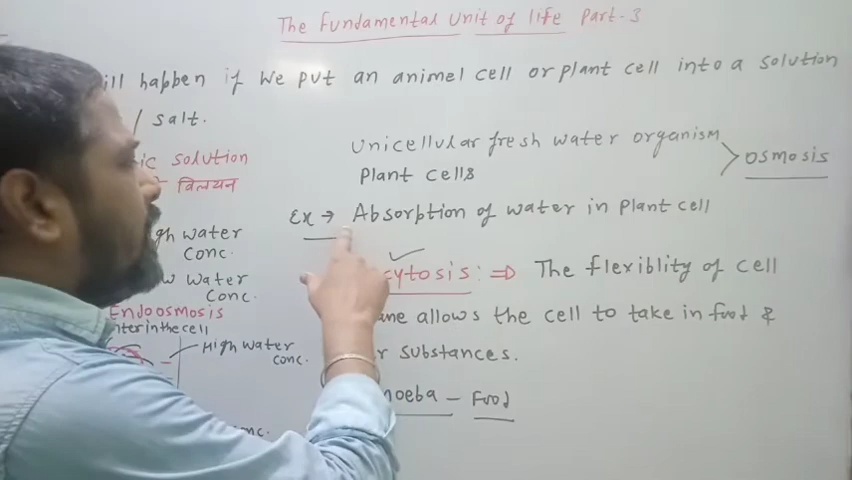 The Fundamental Unit of life Part-3
ill happen if we put an animel cell or plant cell into a solution
/ salt.
ic solution
विलयन
gh water
conc.
w water
conc.
Endoosmosis
nter in the cell
High water
conc.
nc.
Unicellular fresh water organism
Plant cells
> osmosis
Ex → Absorption of water in Plant cell
cytosis :⇒ The flexiblity of cell
ane allows the cell to take in food &
r substances.
moeba - Food